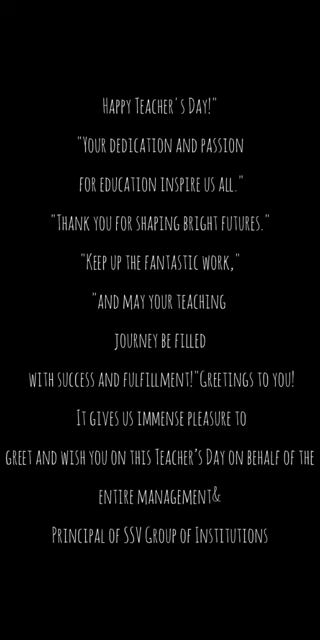 Happy Teacher's Day!"
"Your dedication and passion
for education inspire us all."
"Thank you for shaping bright futures."
"Keep up the fantastic work,"
"and may your teaching
journey be filled
with success and fulfillment!"Greetings to you!
It gives us immense pleasure to
greet and wish you on this Teacher’s Day on behalf of the
entire management&
Principal of SSV Group of Institutions